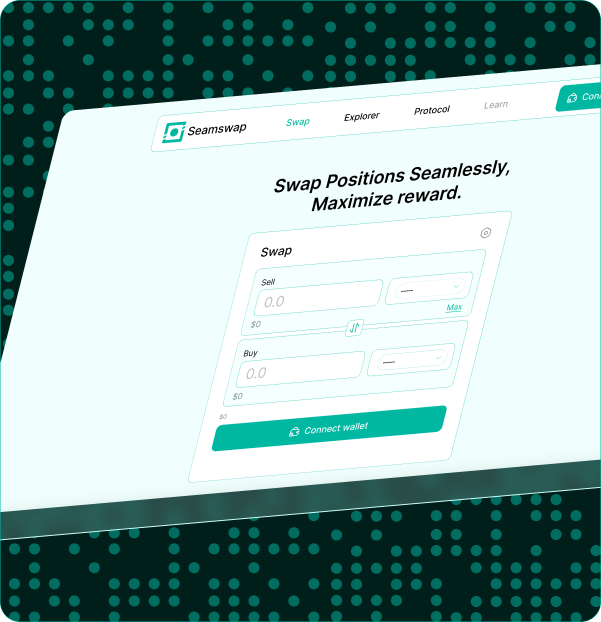 Seamswap
Swap
Explorer
Protocol
Learn
Swap Positions Seamlessly,
Maximize reward.
Swap
Sell
0.0
$0
Max
Buy
0.0
$0
$0
Connect wallet